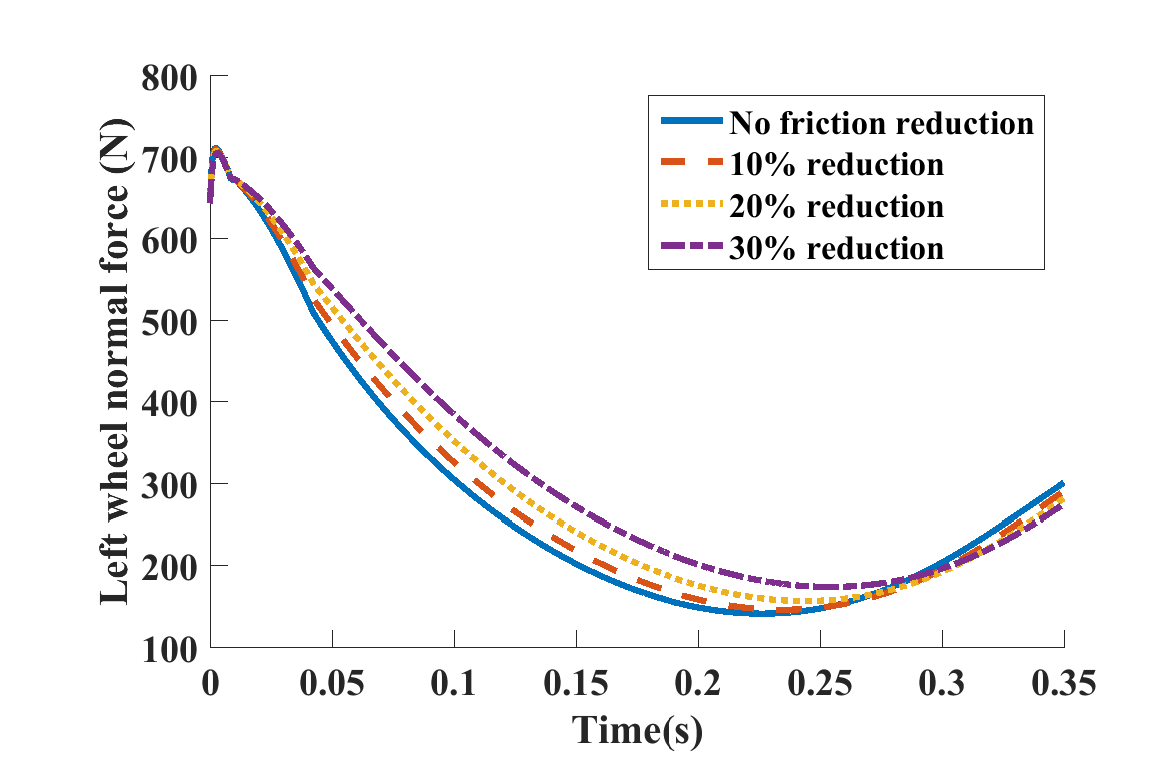 800
700
600
500
400
300
200
100
Left wheel normal force (N)
No friction reduction
10% reduction
20% reduction
30% reduction
0 0.05 0.1 0.15 0.2 0.25 0.3 0.35
Time(s)